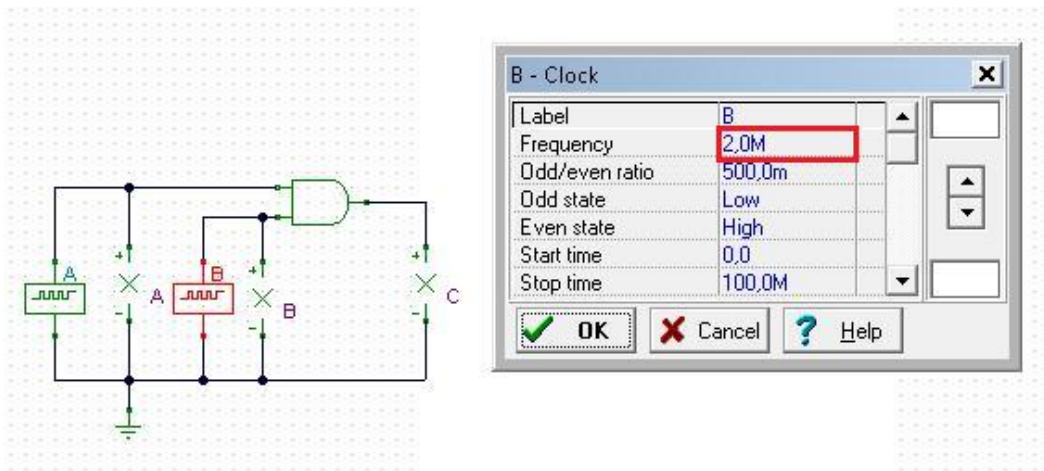 B - Clock
Label B
Frequency 2,0M
Odd/even ratio 500,0m
Odd state Low
Even state High
Start time 0,0
Stop time 100,0M
OK Cancel ? Help
A
A
B
B
C
+
-
+
-
+
-